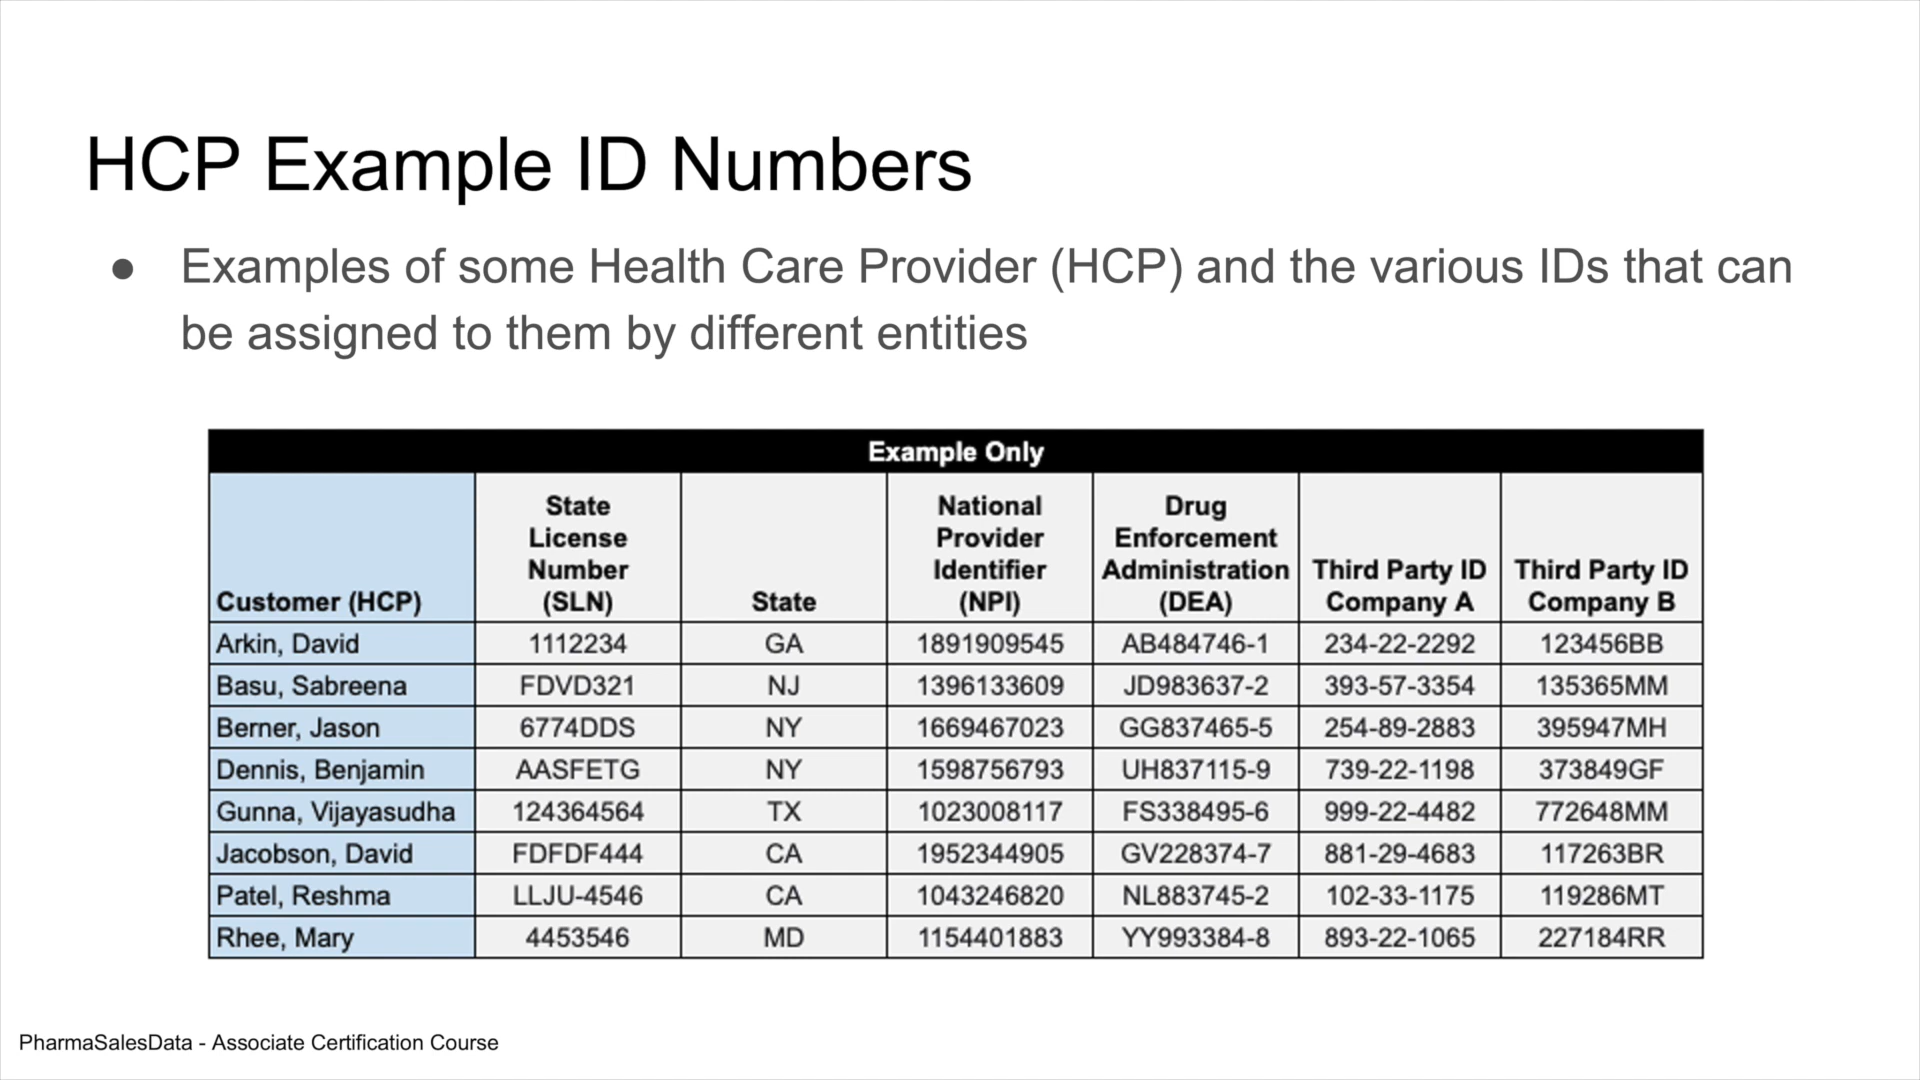 HCP Example ID Numbers
● Examples of some Health Care Provider (HCP) and the various IDs that can
be assigned to them by different entities
Example Only
Customer (HCP) State License Number (SLN) State National Provider Identifier (NPI) Drug Enforcement Administration (DEA) Third Party ID Company A Third Party ID Company B
Arkin, David 1112234 GA 1891909545 AB484746-1 234-22-2292 123456BB
Basu, Sabreena FDVD321 NJ 1396133609 JD983637-2 393-57-3354 135365MM
Berner, Jason 6774DDS NY 1669467023 GG837465-5 254-89-2883 395947MH
Dennis, Benjamin AASFETG NY 1598756793 UH837115-9 739-22-1198 373849GF
Gunna, Vijayasudha 124364564 TX 1023008117 FS338495-6 999-22-4482 772648MM
Jacobson, David FDFDF444 CA 1952344905 GV228374-7 881-29-4683 117263BR
Patel, Reshma LLJU-4546 CA 1043246820 NL883745-2 102-33-1175 119286MT
Rhee, Mary 4453546 MD 1154401883 YY993384-8 893-22-1065 227184RR
PharmaSalesData - Associate Certification Course